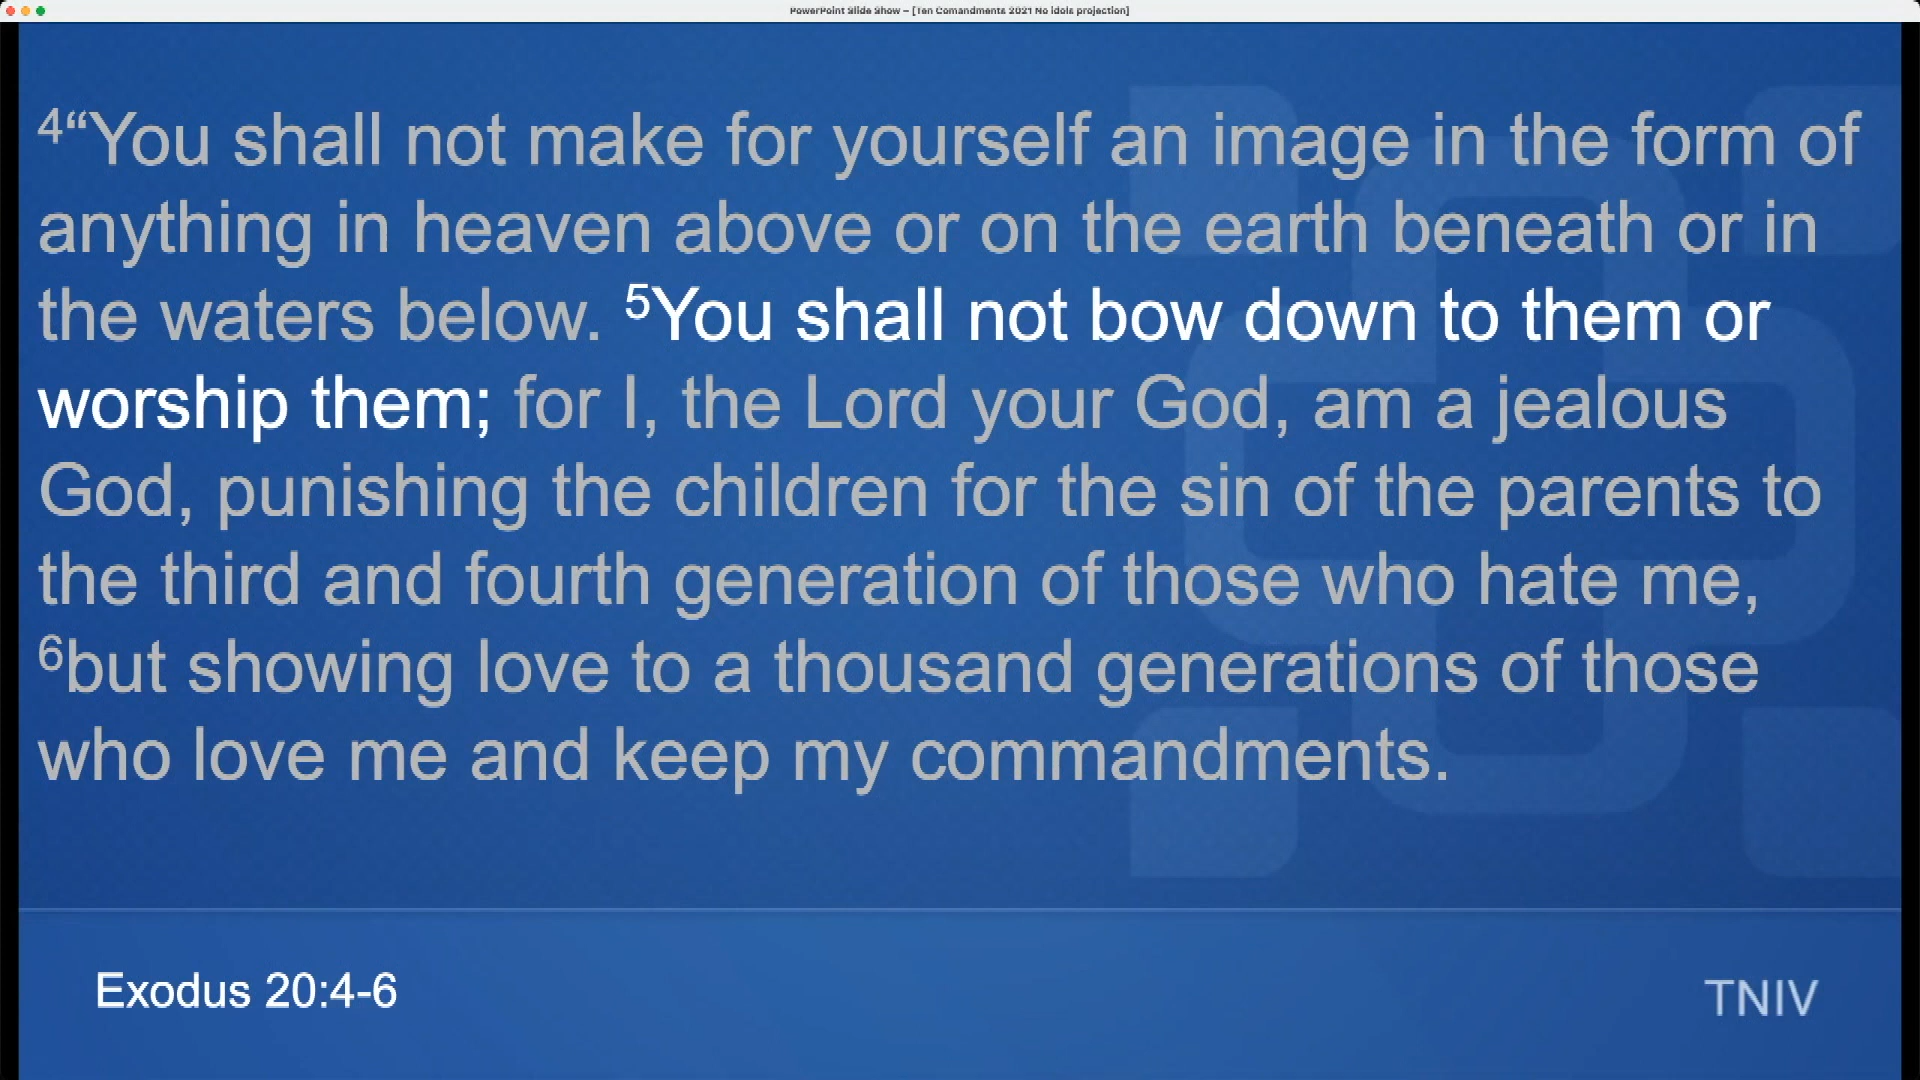 PowerPoint Slide Show – [Ten Comandments 2021 No idols projection]
4“You shall not make for yourself an image in the form of
anything in heaven above or on the earth beneath or in
the waters below. 5You shall not bow down to them or
worship them; for I, the Lord your God, am a jealous
God, punishing the children for the sin of the parents to
the third and fourth generation of those who hate me,
6but showing love to a thousand generations of those
who love me and keep my commandments.
Exodus 20:4-6
TNIV